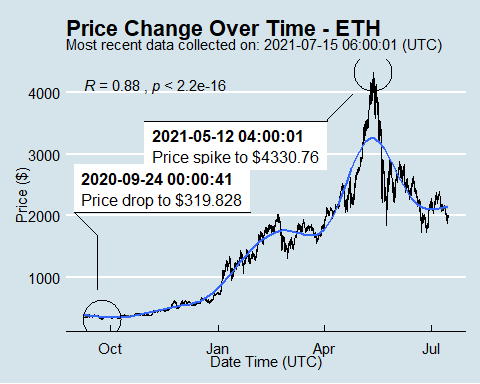 Price Change Over Time - ETH
Most recent data collected on: 2021-07-15 06:00:01 (UTC)
R = 0.88 , p < 2.2e-16
2021-05-12 04:00:01
Price spike to $4330.76
2020-09-24 00:00:41
Price drop to $319.828
Price ($)
4000
3000
2000
1000
Oct
Jan
Apr
Jul
Date Time (UTC)